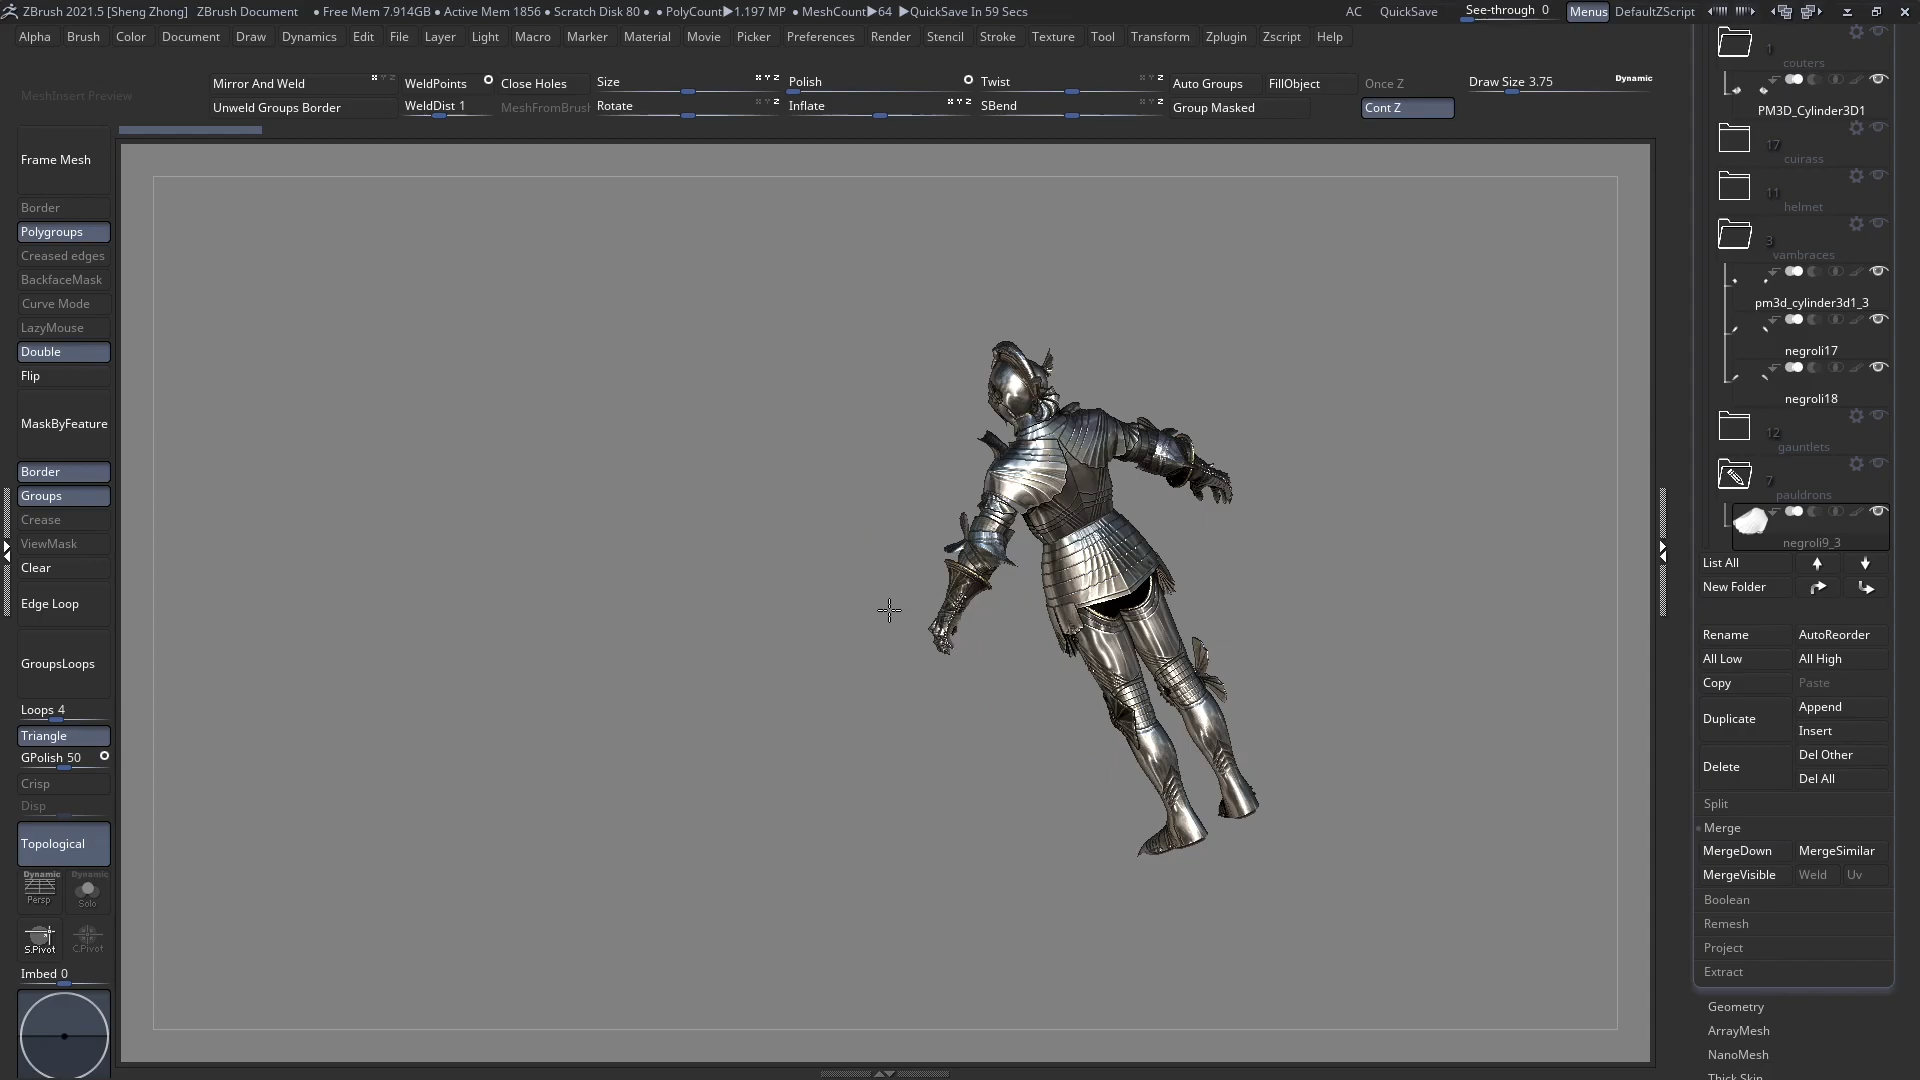 ZBrush 2021.5 [Sheng Zhong] ZBrush Document ● Free Mem 7.914GB ● Active Mem 1856 ● Scratch Disk 80 ● ● PolyCount▶1.197 MP ● MeshCount▶64 ▶QuickSave In 59 Secs AC QuickSave See-through 0 Menus DefaultZScript
Alpha Brush Color Document Draw Dynamics Edit File Layer Light Macro Marker Material Movie Picker Preferences Render Stencil Stroke Texture Tool Transform Zplugin Zscript Help
MeshInsert Preview
Mirror And Weld WeldPoints Close Holes Size Polish Twist Auto Groups FillObject Once Z Draw Size 3.75 Dynamic
Unweld Groups Border WeldDist 1 MeshFromBrush Rotate Inflate SBend Group Masked Cont Z
Frame Mesh
Border
Polygroups
Creased edges
BackfaceMask
Curve Mode
LazyMouse
Double
Flip
MaskByFeature
Border
Groups
Crease
ViewMask
Clear
Edge Loop
GroupsLoops
Loops 4
Triangle
GPolish 50
Crisp
Disp
Topological
Dynamic Dynamic
Persp Solo
S.Pivot C.Pivot
Imbed 0
1
couters
PM3D_Cylinder3D1
17
cuirass
11
helmet
3
vambraces
pm3d_cylinder3d1_3
negroli17
negroli18
12
gauntlets
7
pauldrons
negroli9_3
List All
New Folder
Rename AutoReorder
All Low All High
Copy Paste
Duplicate Append
Insert
Delete Del Other
Del All
Split
Merge
MergeDown MergeSimilar
MergeVisible Weld Uv
Boolean
Remesh
Project
Extract
Geometry
ArrayMesh
NanoMesh
Thick Skin